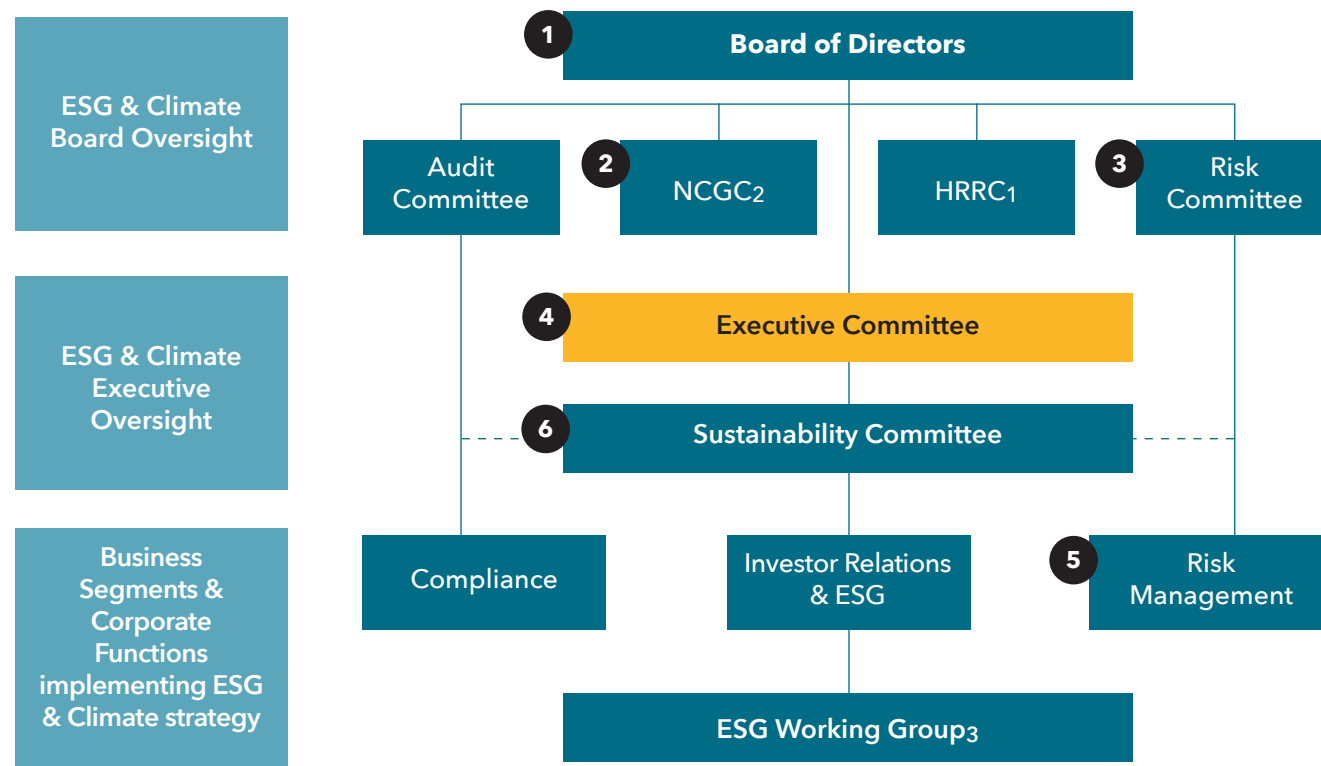 ESG & Climate
Board Oversight
1
Board of Directors
Audit
Committee
2
NCGC2
HRRC1
3
Risk
Committee
ESG & Climate
Executive
Oversight
4
Executive Committee
6
Sustainability Committee
Business
Segments &
Corporate
Functions
implementing ESG
& Climate strategy
Compliance
Investor Relations
& ESG
5
Risk
Management
ESG Working Group3